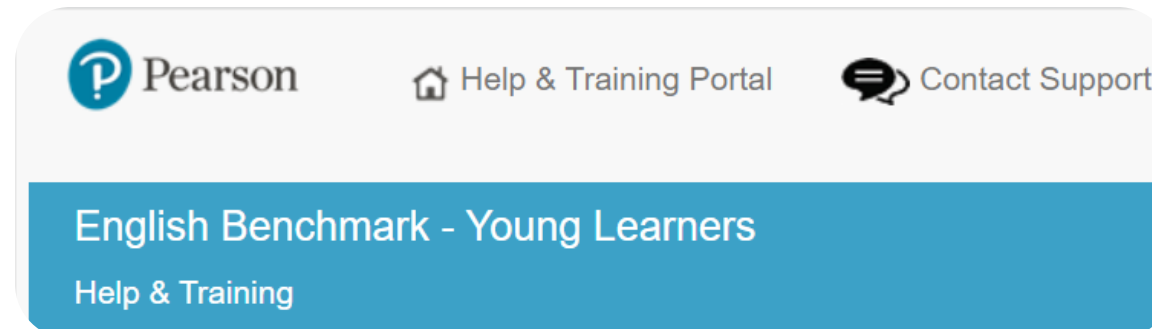 Pearson Help & Training Portal Contact Support
English Benchmark - Young Learners
Help & Training